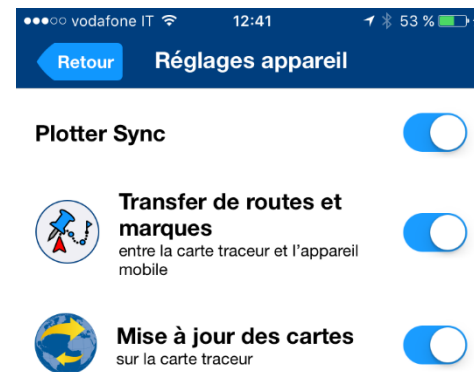 vodafone IT 12:41 53 %
Retour Réglages appareil
Plotter Sync
Transfer de routes et
marques
entre la carte traceur et l'appareil
mobile
Mise à jour des cartes
sur la carte traceur